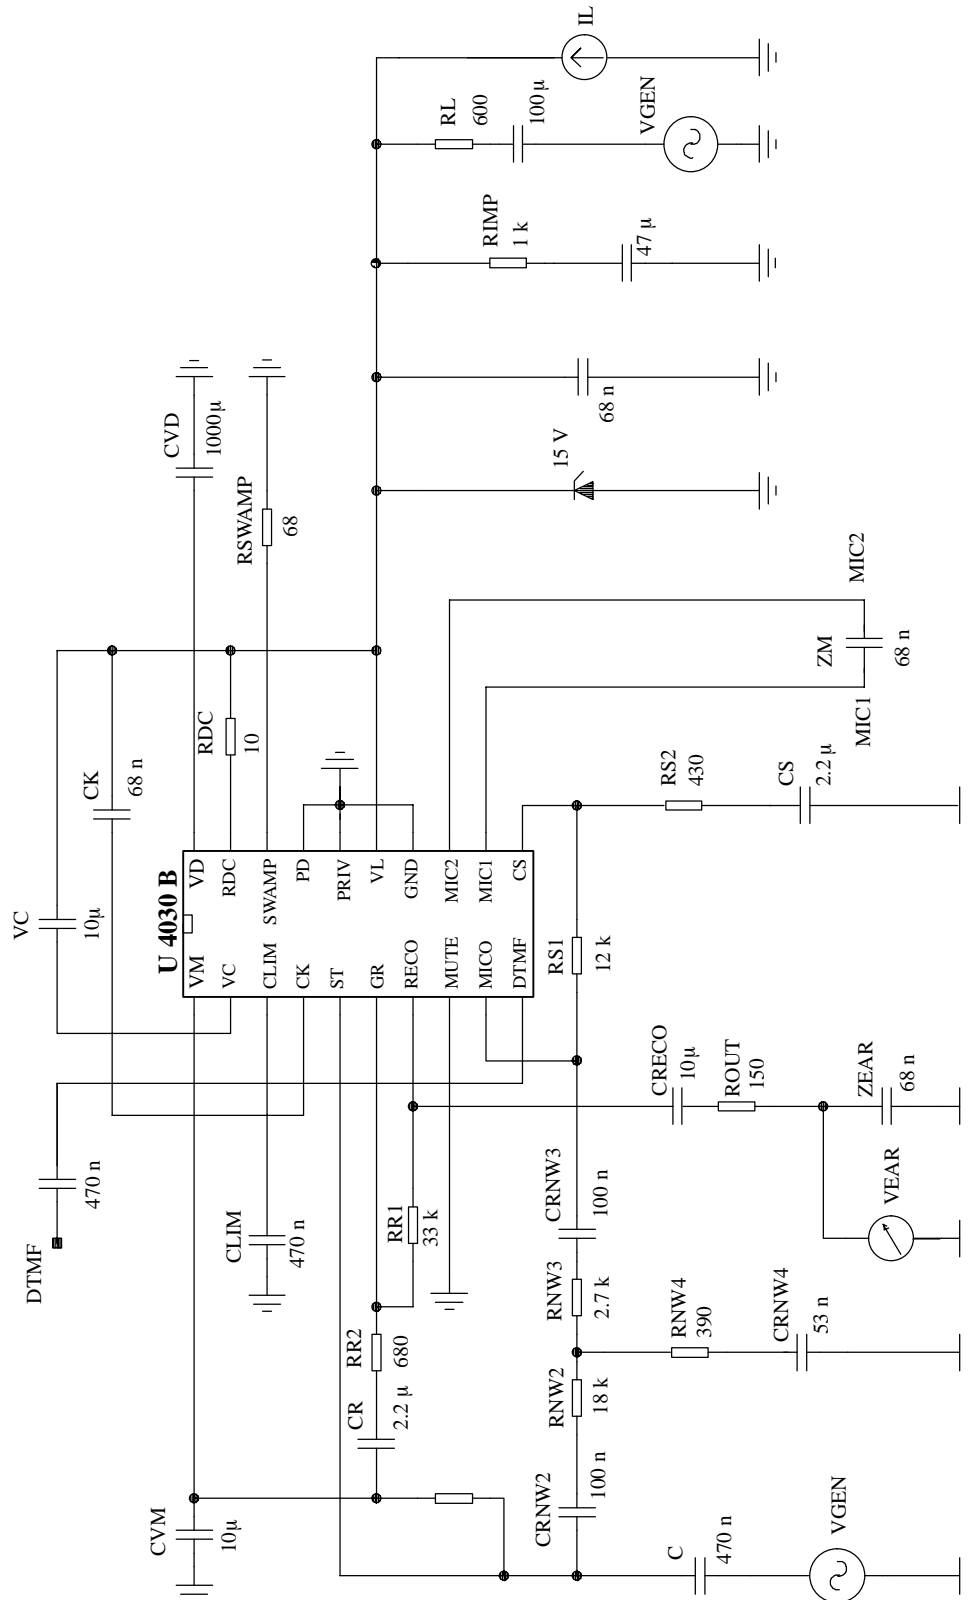 DTMF
470 n
VC
10μ
CK
68 n
RDC
10
CVD
1000μ
RSWAMP
68
U 4030 B
VM
VC
CLIM
CK
ST
GR
RECO
MUTE
MICO
DTMF
VD
RDC
SWAMP
PD
PRIV
VL
GND
MIC2
MIC1
CS
CVM
10μ
CLIM
470 n
CR
2.2 μ
RR2
680
RR1
33 k
CRNW2
100 n
RNW2
18 k
RNW3
2.7 k
CRNW3
100 n
RS1
12 k
C
470 n
VGEN
RNW4
390
CRNW4
53 n
VEAR
CRECO
10μ
ROUT
150
ZEAR
68 n
RS2
430
CS
2.2 μ
MIC1
ZM
68 n
MIC2
15 V
68 n
RIMP
1 k
47 μ
RL
600
100μ
VGEN
IL